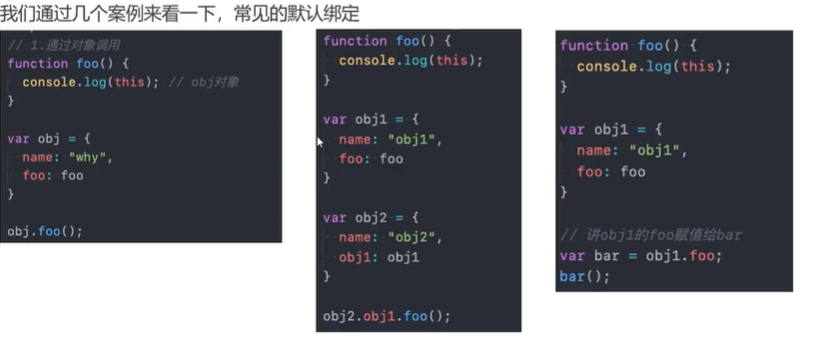 我们通过几个案例来看一下，常见的默认绑定
// 1.通过对象调用
function foo() {
  console.log(this); // obj对象
}
var obj = {
  name: "why",
  foo: foo
}
obj.foo();
function foo() {
  console.log(this);
}
var obj1 = {
  name: "obj1",
  foo: foo
}
var obj2 = {
  name: "obj2",
  obj1: obj1
}
obj2.obj1.foo();
function foo() {
  console.log(this);
}
var obj1 = {
  name: "obj1",
  foo: foo
}
// 讲obj1的foo赋值给bar
var bar = obj1.foo;
bar();